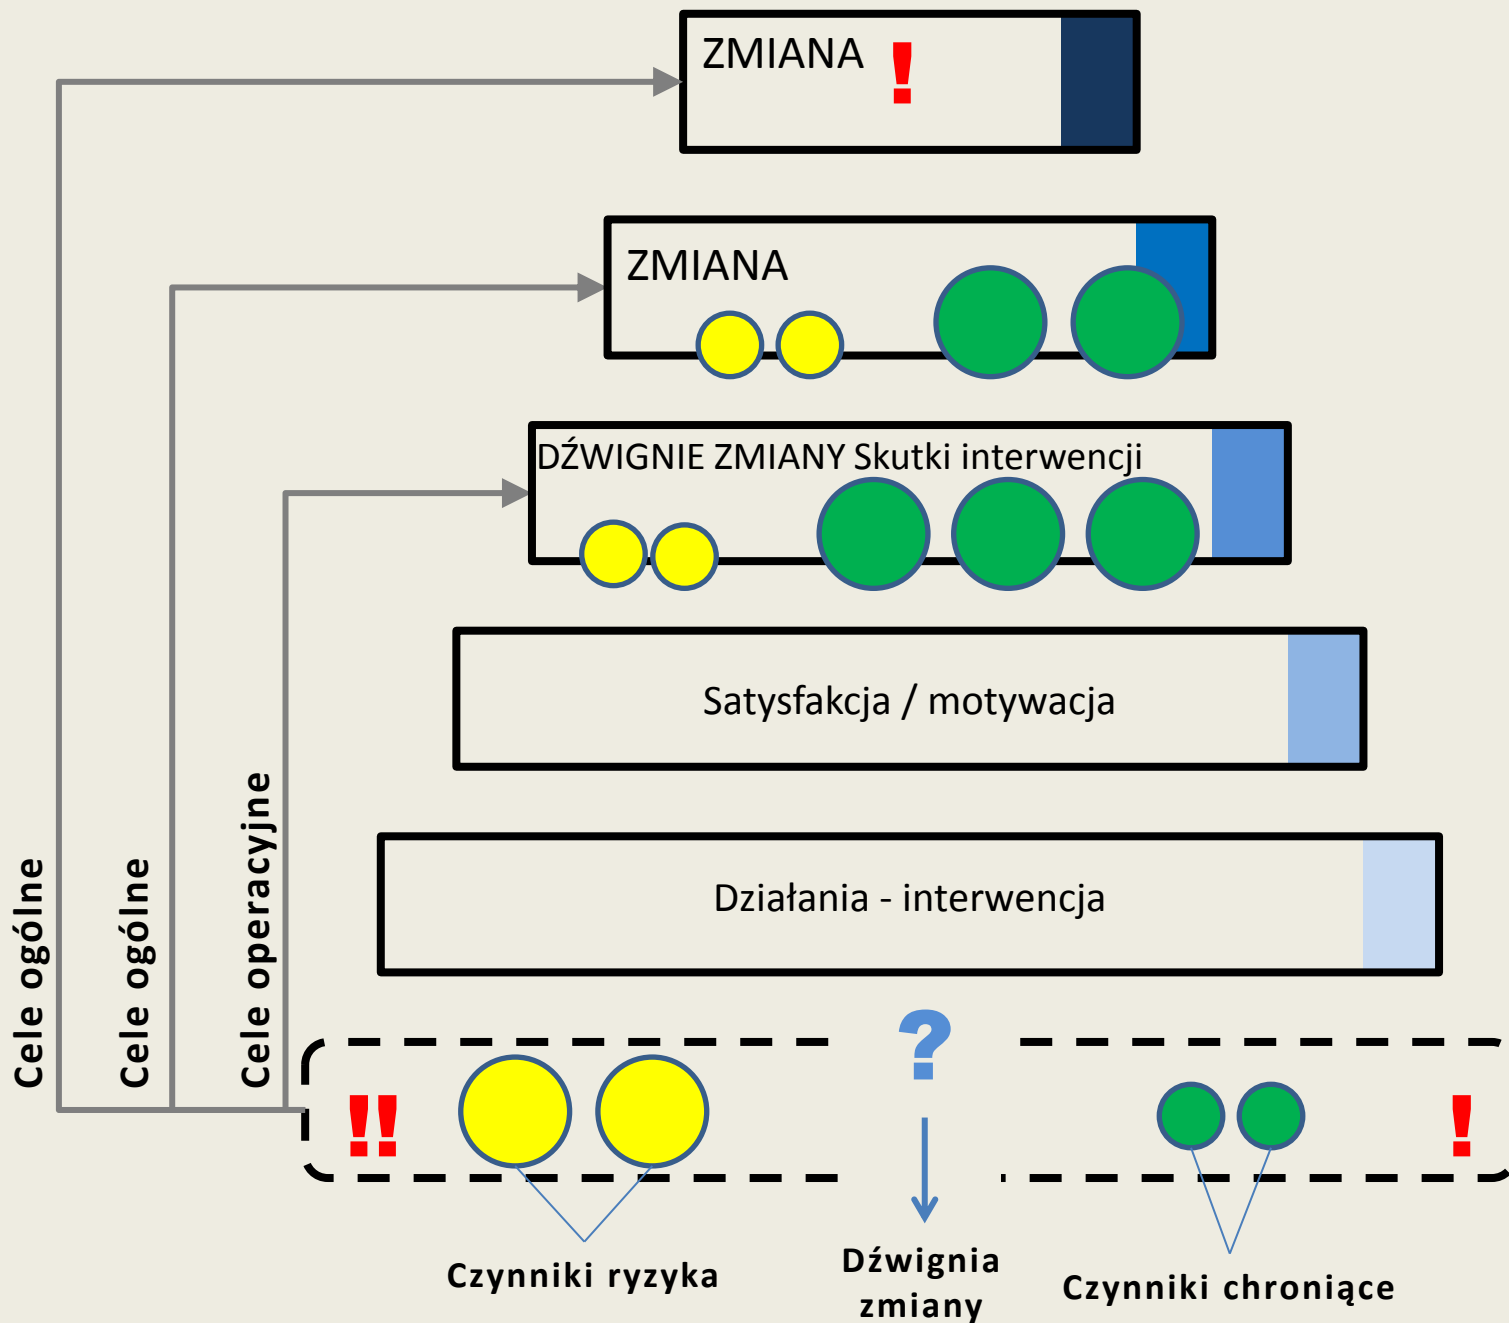 ZMIANA !
ZMIANA
DŹWIGNIE ZMIANY Skutki interwencji
Satysfakcja / motywacja
Działania - interwencja
Cele ogólne
Cele ogólne
Cele operacyjne
?
!!
!
Czynniki ryzyka
Dźwignia
zmiany
Czynniki chroniące